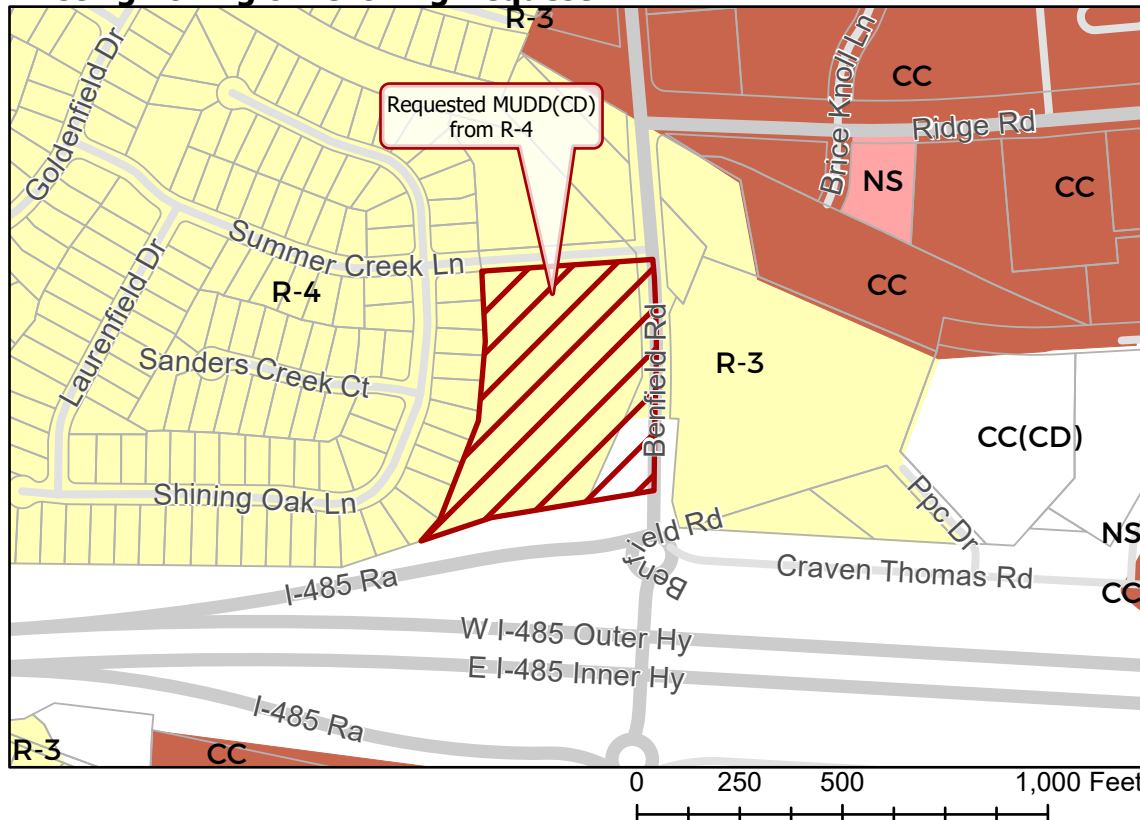 R-3
CC
Goldenfield Dr
Brice Knoll Ln
Requested MUDD(CD)
from R-4
Ridge Rd
NS
CC
Summer Creek Ln
R-4
CC
Laurenfield Dr
Sanders Creek Ct
Benfield Rd
R-3
CC(CD)
Shining Oak Ln
Ppc Dr
Benfield Rd
NS
Craven Thomas Rd
CC
I-485 Ra
W I-485 Outer Hy
E I-485 Inner Hy
I-485 Ra
R-3
CC
0 250 500 1,000 Feet